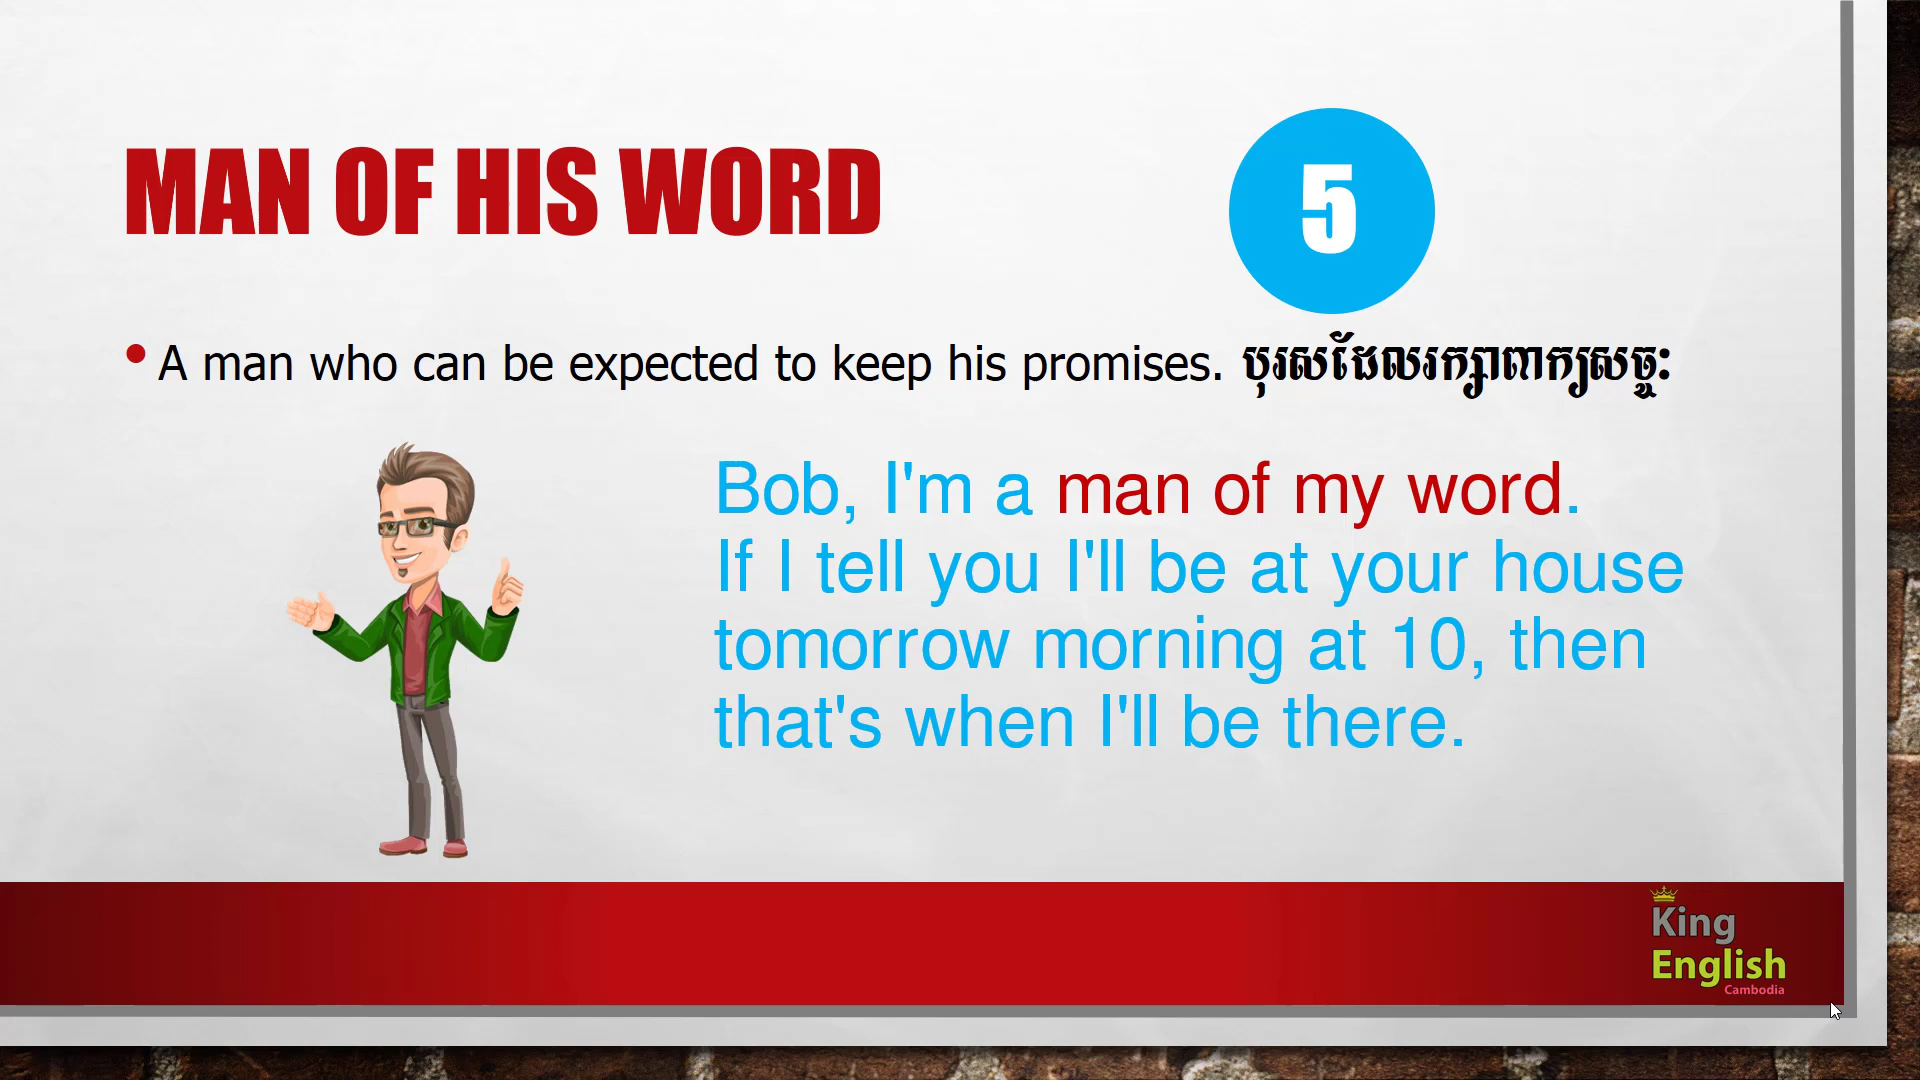 MAN OF HIS WORD
5
• A man who can be expected to keep his promises. បុរសដែលរក្សាពាក្យសច្ចៈ
Bob, I'm a man of my word.
If I tell you I'll be at your house
tomorrow morning at 10, then
that's when I'll be there.
King
English
Cambodia